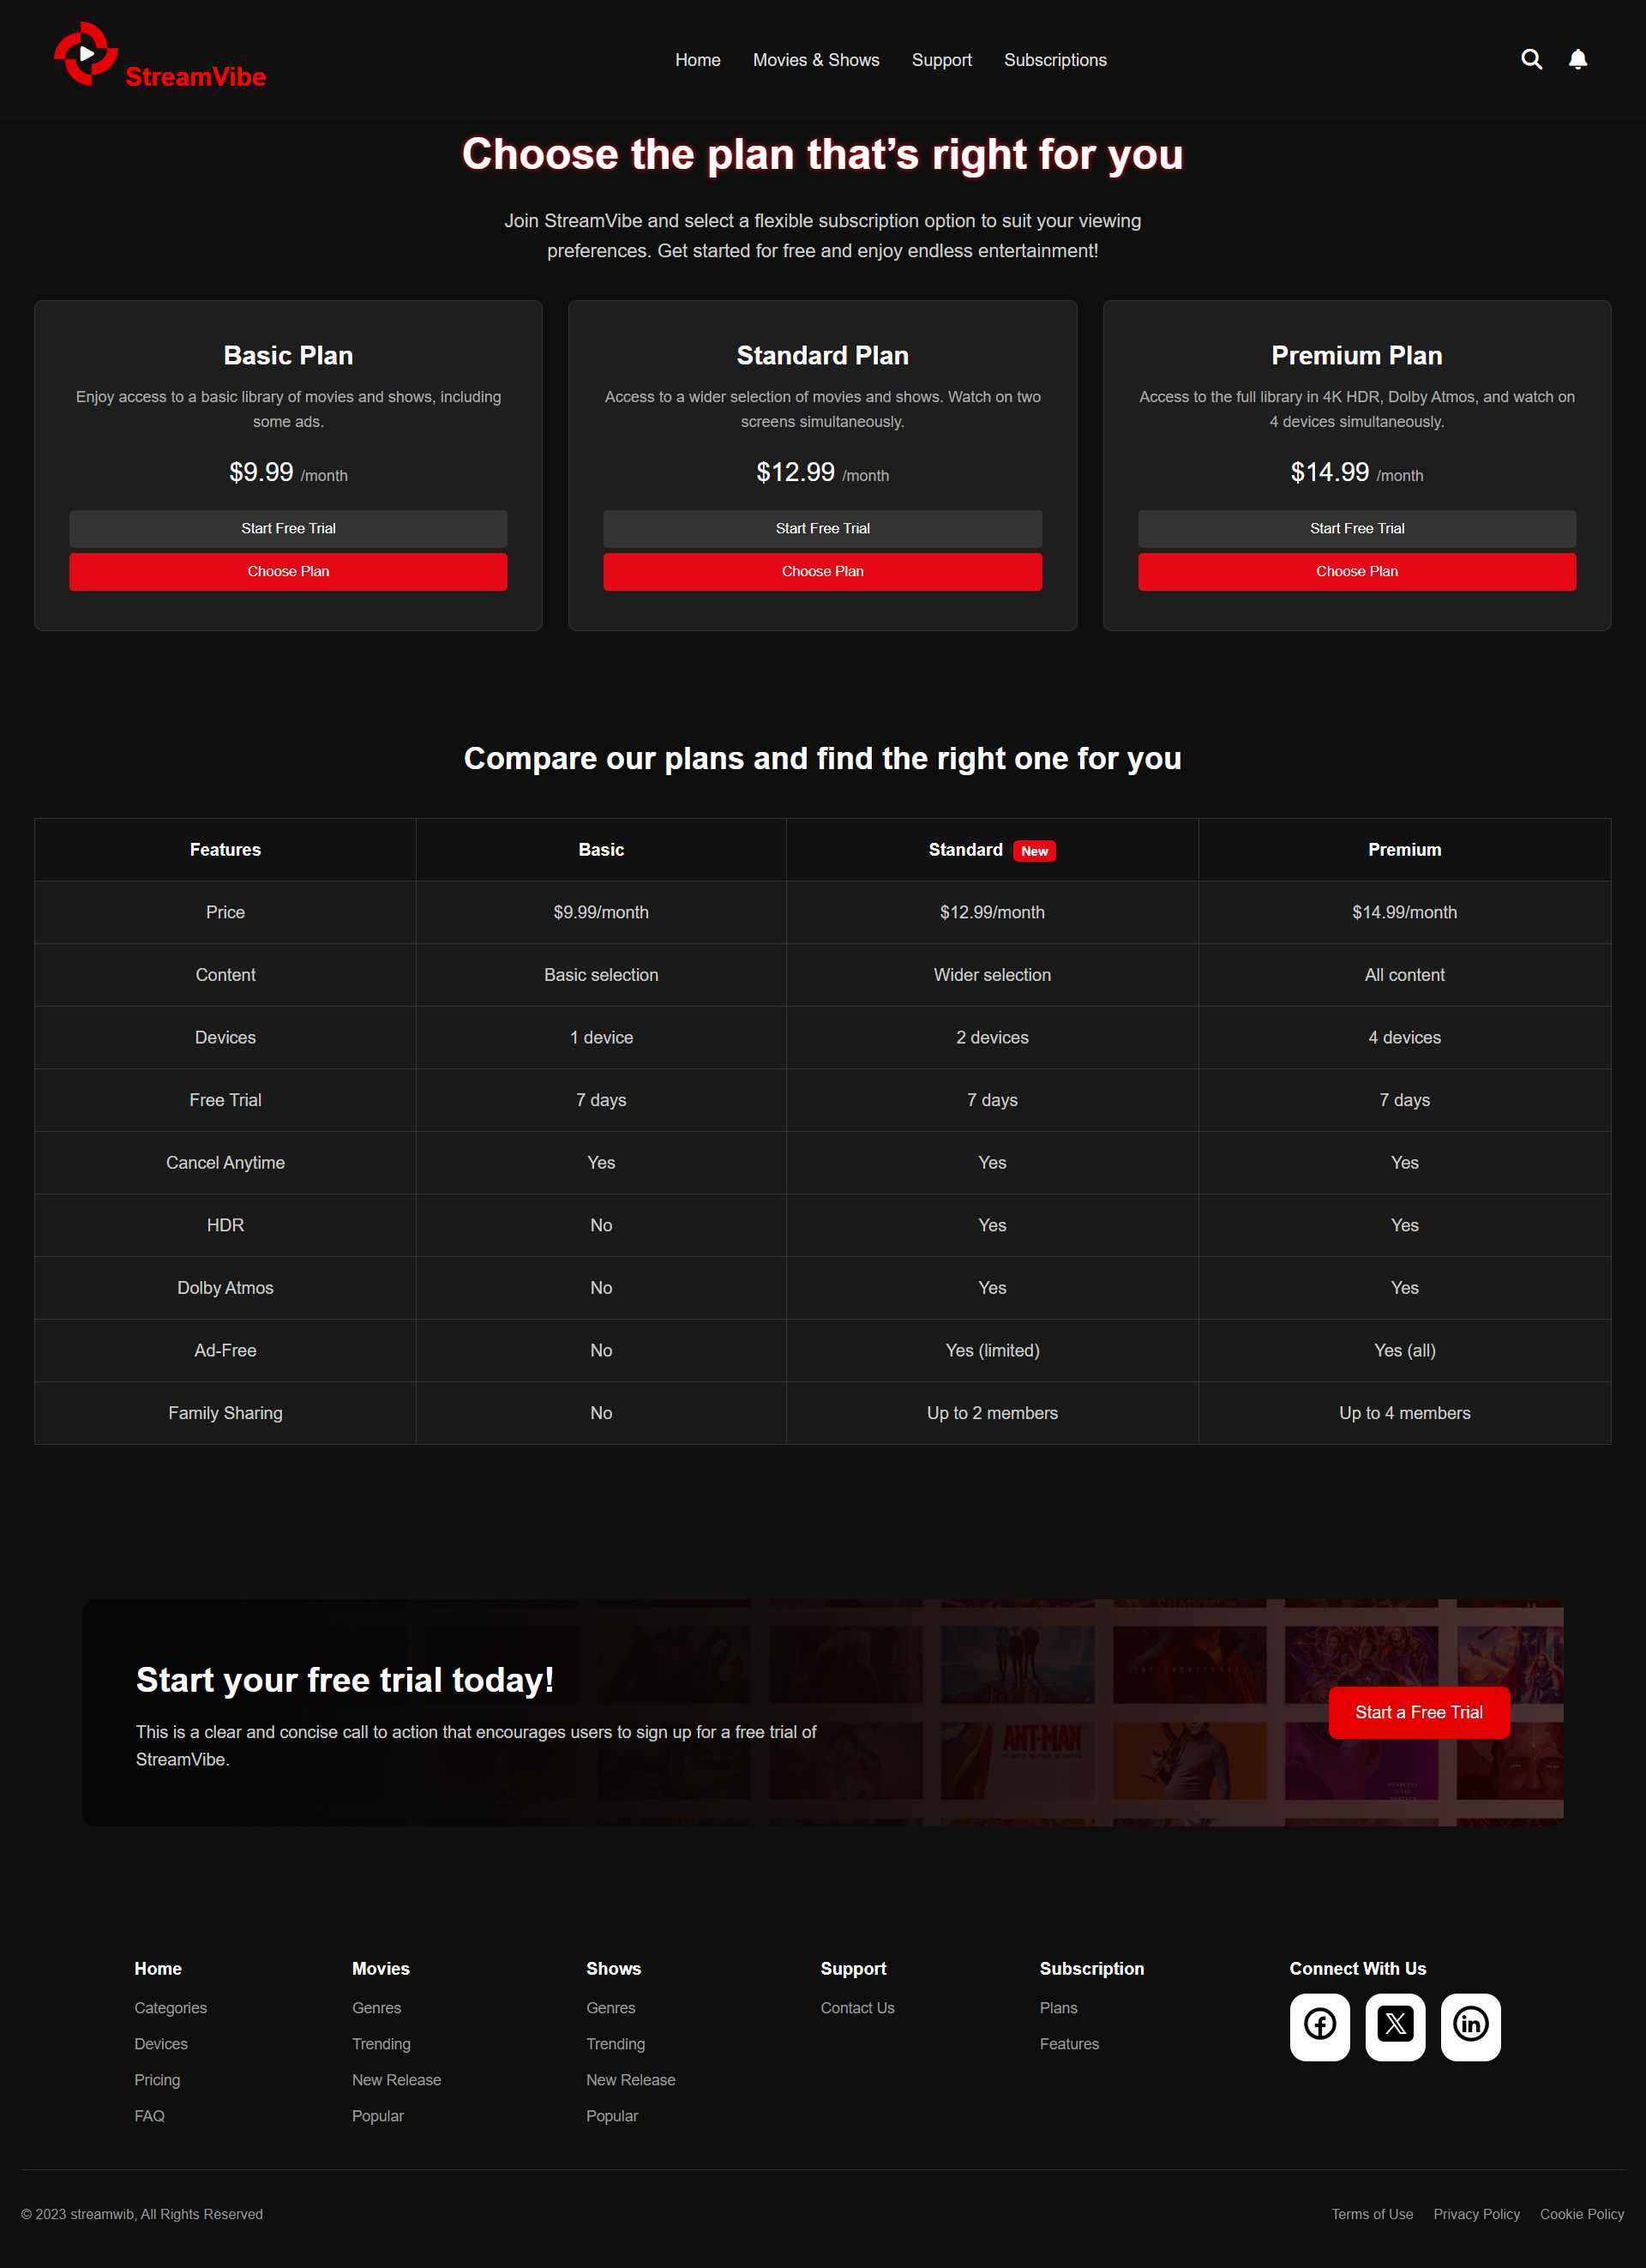 StreamVibe
Home
Movies & Shows
Support
Subscriptions
Choose the plan that’s right for you
Join StreamVibe and select a flexible subscription option to suit your viewing
preferences. Get started for free and enjoy endless entertainment!
Basic Plan
Enjoy access to a basic library of movies and shows, including
some ads.
$9.99 /month
Start Free Trial
Choose Plan
Standard Plan
Access to a wider selection of movies and shows. Watch on two
screens simultaneously.
$12.99 /month
Start Free Trial
Choose Plan
Premium Plan
Access to the full library in 4K HDR, Dolby Atmos, and watch on
4 devices simultaneously.
$14.99 /month
Start Free Trial
Choose Plan
Compare our plans and find the right one for you
Features Basic Standard New Premium
Price $9.99/month $12.99/month $14.99/month
Content Basic selection Wider selection All content
Devices 1 device 2 devices 4 devices
Free Trial 7 days 7 days 7 days
Cancel Anytime Yes Yes Yes
HDR No Yes Yes
Dolby Atmos No Yes Yes
Ad-Free No Yes (limited) Yes (all)
Family Sharing No Up to 2 members Up to 4 members
Start your free trial today!
This is a clear and concise call to action that encourages users to sign up for a free trial of
StreamVibe.
ANT-MAN
Start a Free Trial
Home
Categories
Devices
Pricing
FAQ
Movies
Genres
Trending
New Release
Popular
Shows
Genres
Trending
New Release
Popular
Support
Contact Us
Subscription
Plans
Features
Connect With Us
© 2023 streamwib, All Rights Reserved
Terms of Use
Privacy Policy
Cookie Policy